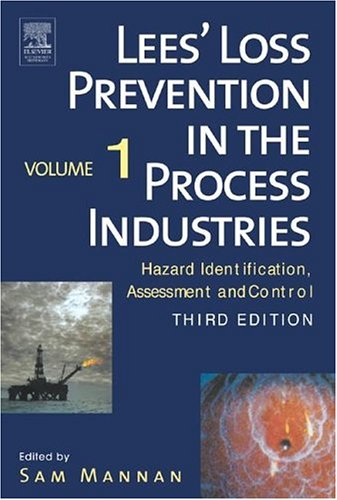 ELSEVIER
LEES' LOSS
PREVENTION
IN THE
VOLUME 1 PROCESS
INDUSTRIES
Hazard Identification,
Assessment and Control
THIRD EDITION
Edited by
SAM MANNAN